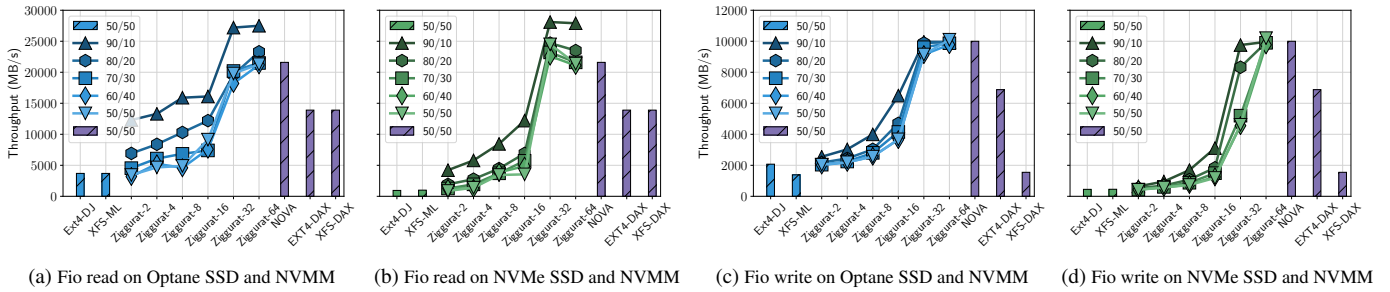 Throughput (MB/s)
30000
25000
20000
15000
10000
5000
0
50/50
90/10
80/20
70/30
60/40
50/50
50/50
Ext4-DJ
XFS-ML
Ziggurat-2
Ziggurat-4
Ziggurat-8
Ziggurat-16
Ziggurat-32
Ziggurat-64
NOVA
EXT4-DAX
XFS-DAX
(a) Fio read on Optane SSD and NVMM
50/50
90/10
80/20
70/30
60/40
50/50
50/50
Ext4-DJ
XFS-ML
Ziggurat-2
Ziggurat-4
Ziggurat-8
Ziggurat-16
Ziggurat-32
Ziggurat-64
NOVA
EXT4-DAX
XFS-DAX
(b) Fio read on NVMe SSD and NVMM
Throughput (MB/s)
12000
10000
8000
6000
4000
2000
0
50/50
90/10
80/20
70/30
60/40
50/50
50/50
Ext4-DJ
XFS-ML
Ziggurat-2
Ziggurat-4
Ziggurat-8
Ziggurat-16
Ziggurat-32
Ziggurat-64
NOVA
EXT4-DAX
XFS-DAX
(c) Fio write on Optane SSD and NVMM
50/50
90/10
80/20
70/30
60/40
50/50
50/50
Ext4-DJ
XFS-ML
Ziggurat-2
Ziggurat-4
Ziggurat-8
Ziggurat-16
Ziggurat-32
Ziggurat-64
NOVA
EXT4-DAX
XFS-DAX
(d) Fio write on NVMe SSD and NVMM